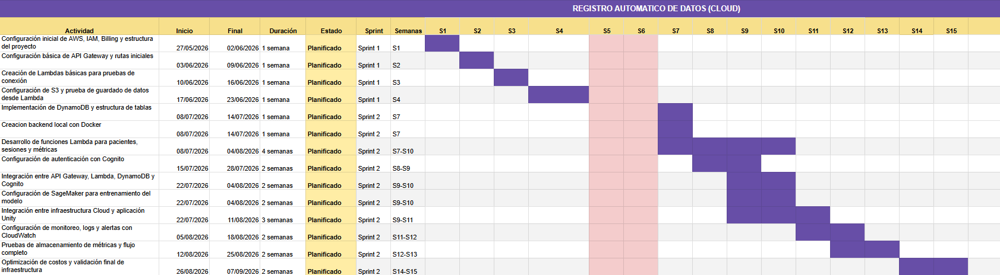 REGISTRO AUTOMATICO DE DATOS (CLOUD)
Actividad Inicio Final Duración Estado Sprint Semanas S1 S2 S3 S4 S5 S6 S7 S8 S9 S10 S11 S12 S13 S14 S15
Configuración inicial de AWS, IAM, Billing y estructura
del proyecto 27/05/2026 02/06/2026 1 semana Planificado Sprint 1 S1
Configuración básica de API Gateway y rutas iniciales
03/06/2026 09/06/2026 1 semana Planificado Sprint 1 S2
Creación de Lambdas básicas para pruebas de
conexión 10/06/2026 16/06/2026 1 semana Planificado Sprint 1 S3
Configuración de S3 y prueba de guardado de datos
desde Lambda 17/06/2026 23/06/2026 1 semana Planificado Sprint 1 S4
Implementación de DynamoDB y estructura de tablas
08/07/2026 14/07/2026 1 semana Planificado Sprint 2 S7
Creacion backend local con Docker
08/07/2026 14/07/2026 1 semana Planificado Sprint 2 S7
Desarrollo de funciones Lambda para pacientes,
sesiones y métricas 08/07/2026 04/08/2026 4 semanas Planificado Sprint 2 S7-S10
Configuración de autenticación con Cognito
15/07/2026 28/07/2026 2 semanas Planificado Sprint 2 S8-S9
Integración entre API Gateway, Lambda, DynamoDB y
Cognito 22/07/2026 04/08/2026 2 semanas Planificado Sprint 2 S9-S10
Configuración de SageMaker para entrenamiento del
modelo 22/07/2026 04/08/2026 2 semanas Planificado Sprint 2 S9-S10
Integración entre infraestructura Cloud y aplicación
Unity 22/07/2026 11/08/2026 3 semanas Planificado Sprint 2 S9-S11
Configuración de monitoreo, logs y alertas con
CloudWatch 05/08/2026 18/08/2026 2 semanas Planificado Sprint 2 S11-S12
Pruebas de almacenamiento de métricas y flujo
completo 12/08/2026 25/08/2026 2 semanas Planificado Sprint 2 S12-S13
Optimización de costos y validación final de
infraestructura 26/08/2026 07/09/2026 2 semanas Planificado Sprint 2 S14-S15